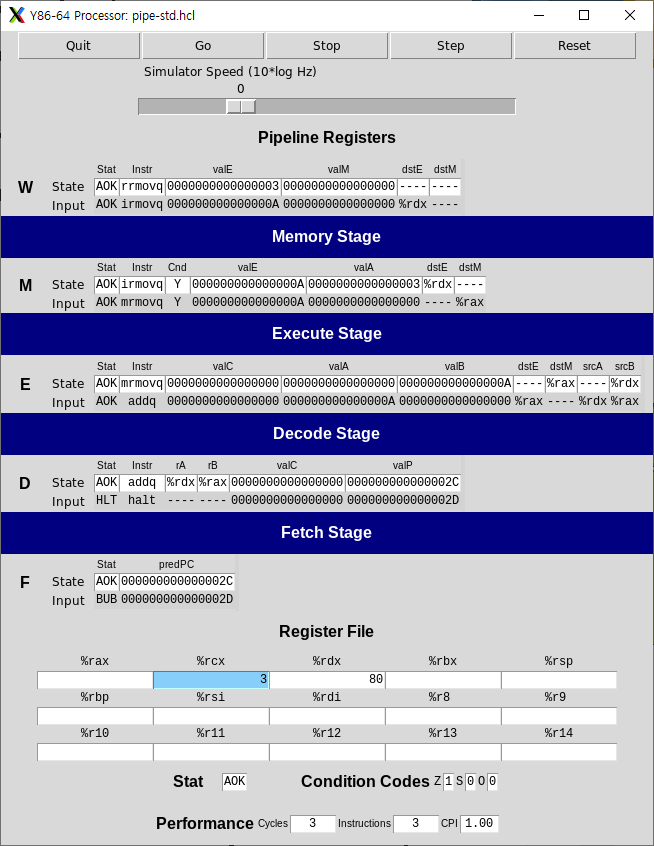 Y86-64 Processor: pipe-std.hcl
Quit Go Stop Step Reset
Simulator Speed (10*log Hz)
0
Pipeline Registers
Stat Instr valE valM dstE dstM
W State AOK rrmovq 0000000000000003 0000000000000000 ---- ----
Input AOK irmovq 000000000000000A 0000000000000000 %rdx ----
Memory Stage
Stat Instr Cnd valE valA dstE dstM
M State AOK irmovq Y 000000000000000A 0000000000000003 %rdx ----
Input AOK mrmovq Y 000000000000000A 0000000000000000 ---- %rax
Execute Stage
Stat Instr valC valA valB dstE dstM srcA srcB
E State AOK mrmovq 0000000000000000 0000000000000000 000000000000000A ---- %rax ---- %rdx
Input AOK addq 0000000000000000 000000000000000A 0000000000000000 %rax ---- %rdx %rax
Decode Stage
Stat Instr rA rB valC valP
D State AOK addq %rdx %rax 0000000000000000 000000000000002C
Input HLT halt ---- ---- 0000000000000000 000000000000002D
Fetch Stage
Stat predPC
F State AOK 000000000000002C
Input BUB 000000000000002D
Register File
%rax %rcx %rdx %rbx %rsp
3 80
%rbp %rsi %rdi %r8 %r9
%r10 %r11 %r12 %r13 %r14
Stat AOK Condition Codes Z 1 S 0 O 0
Performance Cycles 3 Instructions 3 CPI 1.00